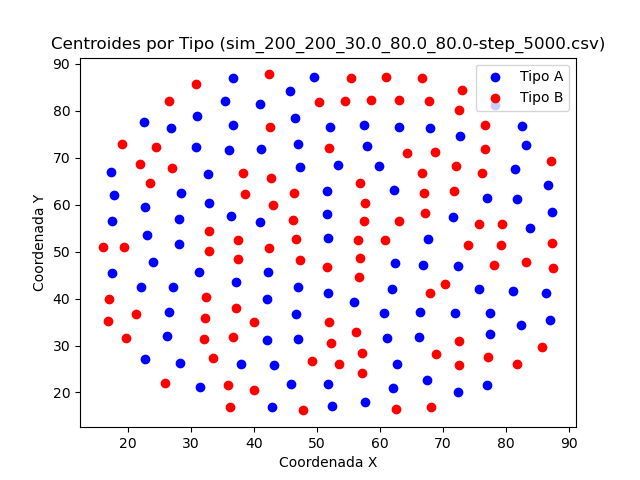 Centroides por Tipo (sim_200_200_30.0_80.0_80.0-step_5000.csv)
90
80
70
60
50
40
30
20
Coordenada Y
Tipo A
Tipo B
20 30 40 50 60 70 80 90
Coordenada X